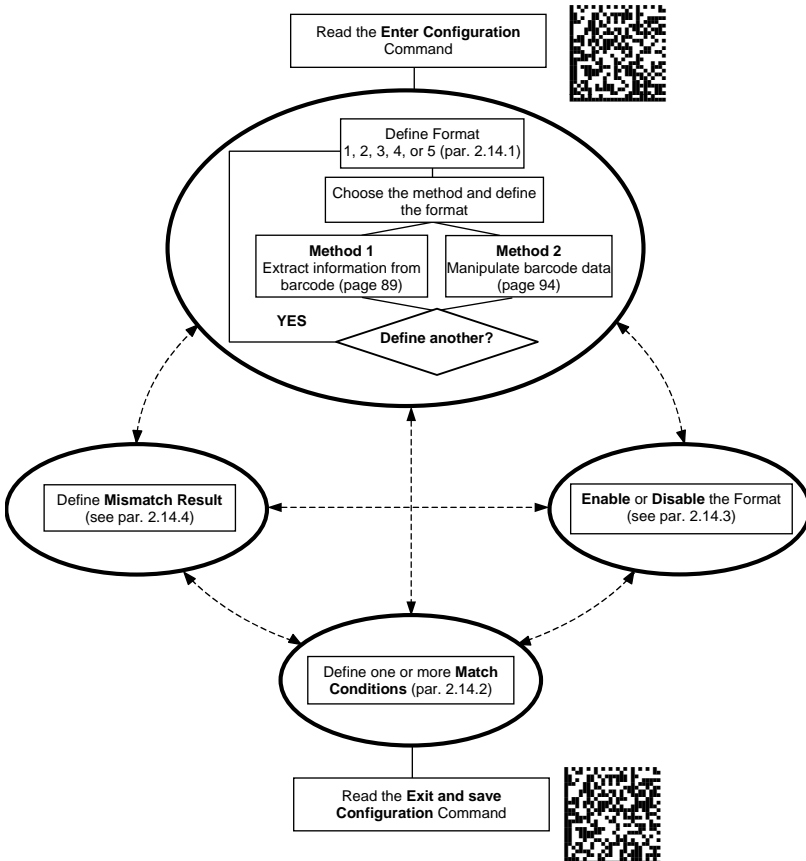 Read the Enter Configuration
Command
Define Format
1, 2, 3, 4, or 5 (par. 2.14.1)
Choose the method and define
the format
Method 1
Extract information from
barcode (page 89)
Method 2
Manipulate barcode data
(page 94)
YES
Define another?
Define Mismatch Result
(see par. 2.14.4)
Enable or Disable the Format
(see par. 2.14.3)
Define one or more Match
Conditions (par. 2.14.2)
Read the Exit and save
Configuration Command